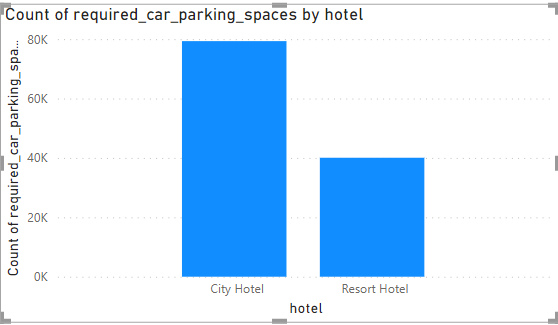 Count of required_car_parking_spaces by hotel
Count of required_car_parking_spa...
80K
60K
40K
20K
0K
City Hotel
Resort Hotel
hotel